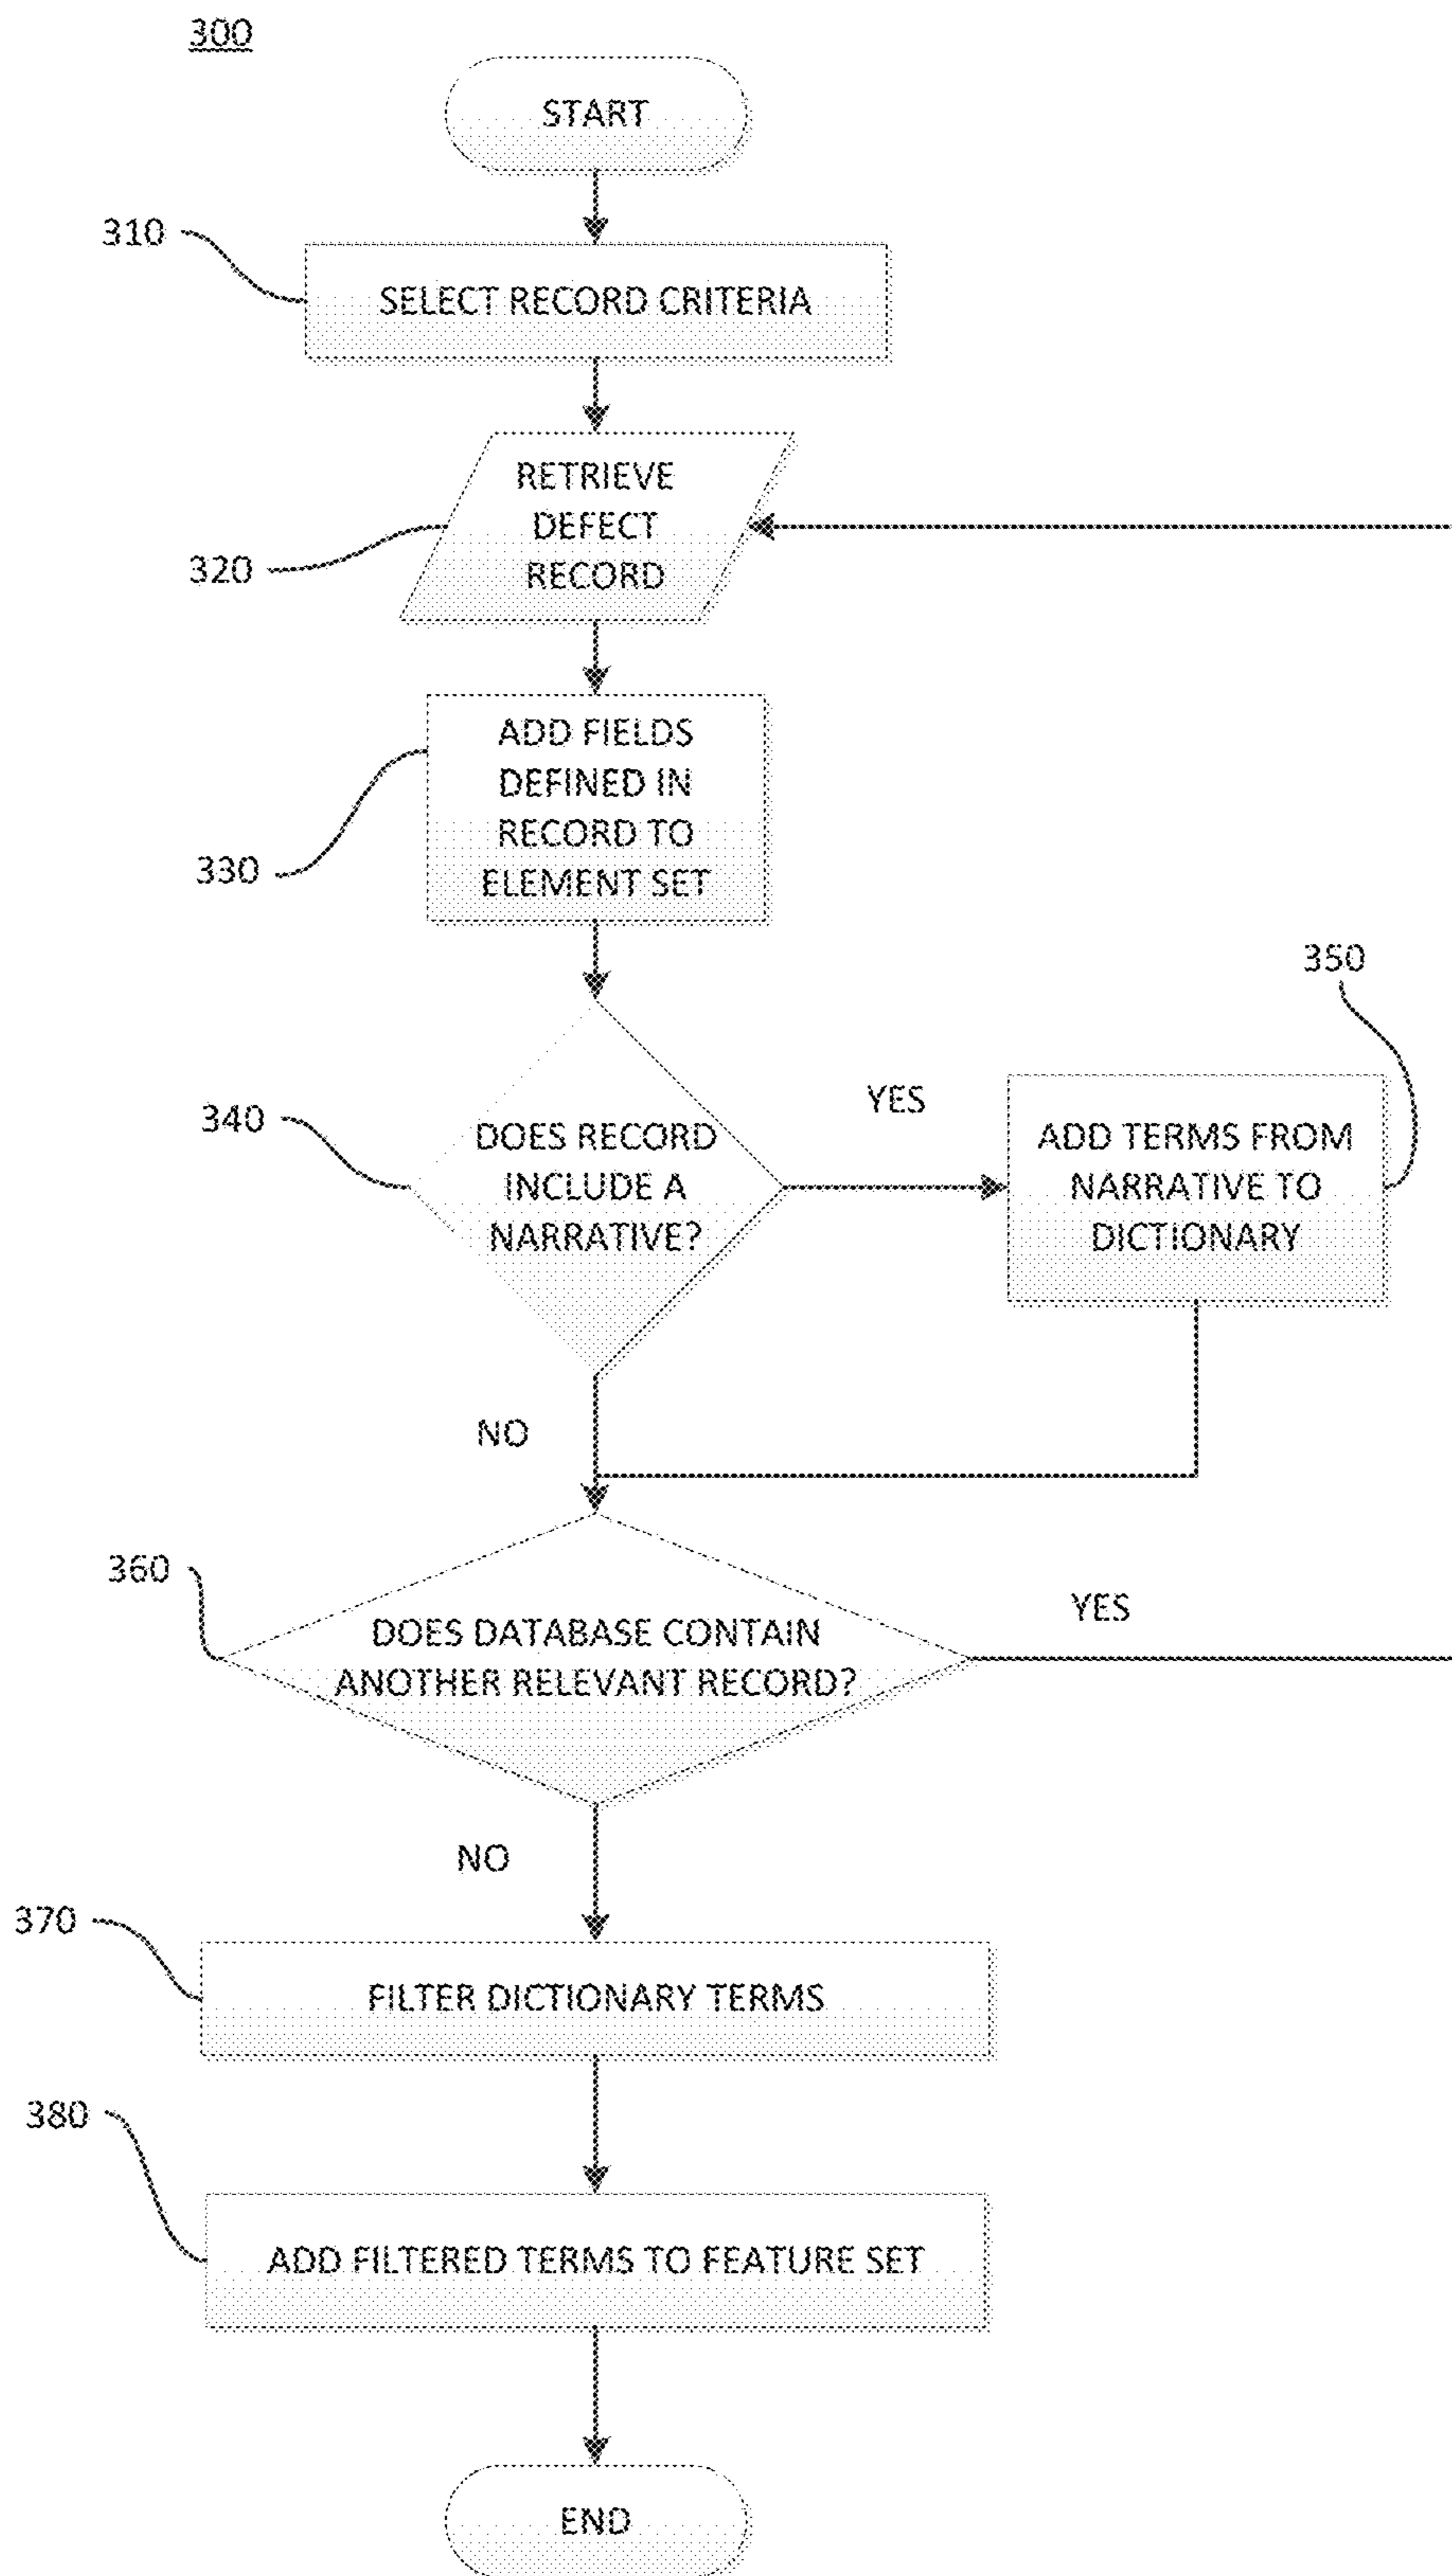 300
START
310
SELECT RECORD CRITERIA
RETRIEVE
DEFECT
RECORD
320
ADD FIELDS
DEFINED IN
RECORD TO
ELEMENT SET
330
350
340
DOES RECORD
INCLUDE A
NARRATIVE?
YES
ADD TERMS FROM
NARRATIVE TO
DICTIONARY
NO
360
DOES DATABASE CONTAIN
ANOTHER RELEVANT RECORD?
YES
NO
370
FILTER DICTIONARY TERMS
380
ADD FILTERED TERMS TO FEATURE SET
END